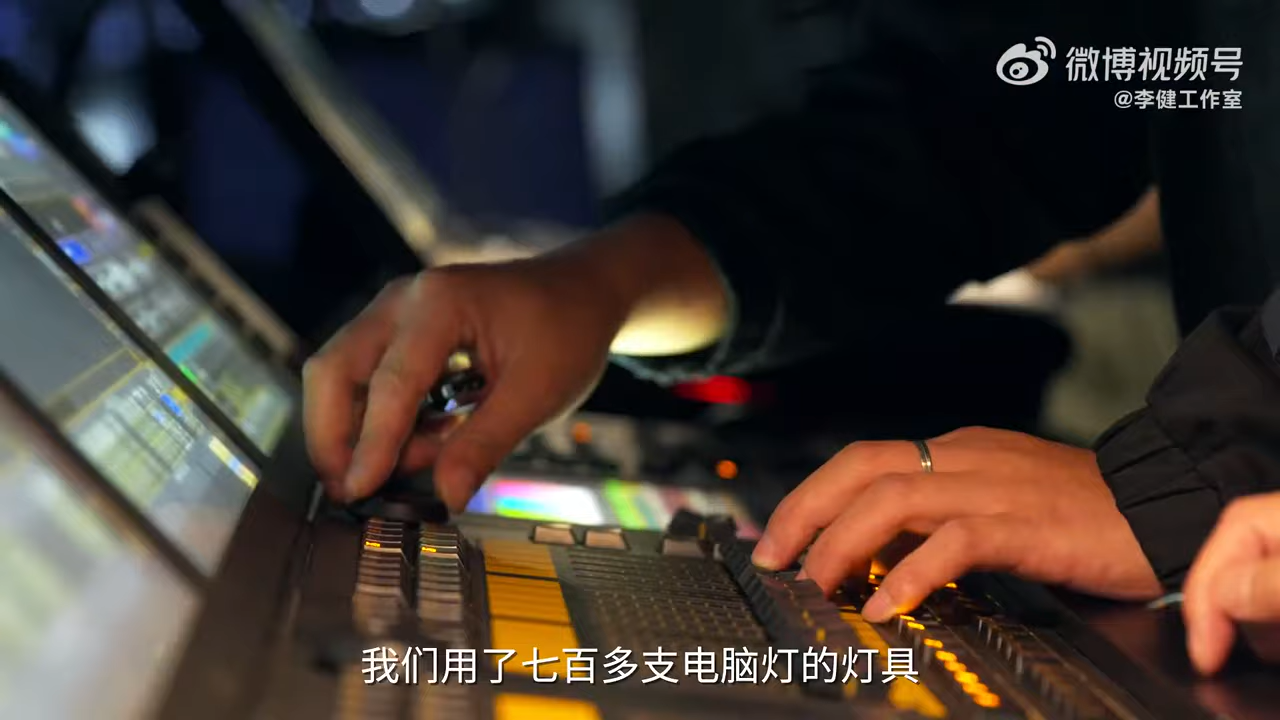 微博视频号
@李健工作室
我们用了七百多支电脑灯的灯具